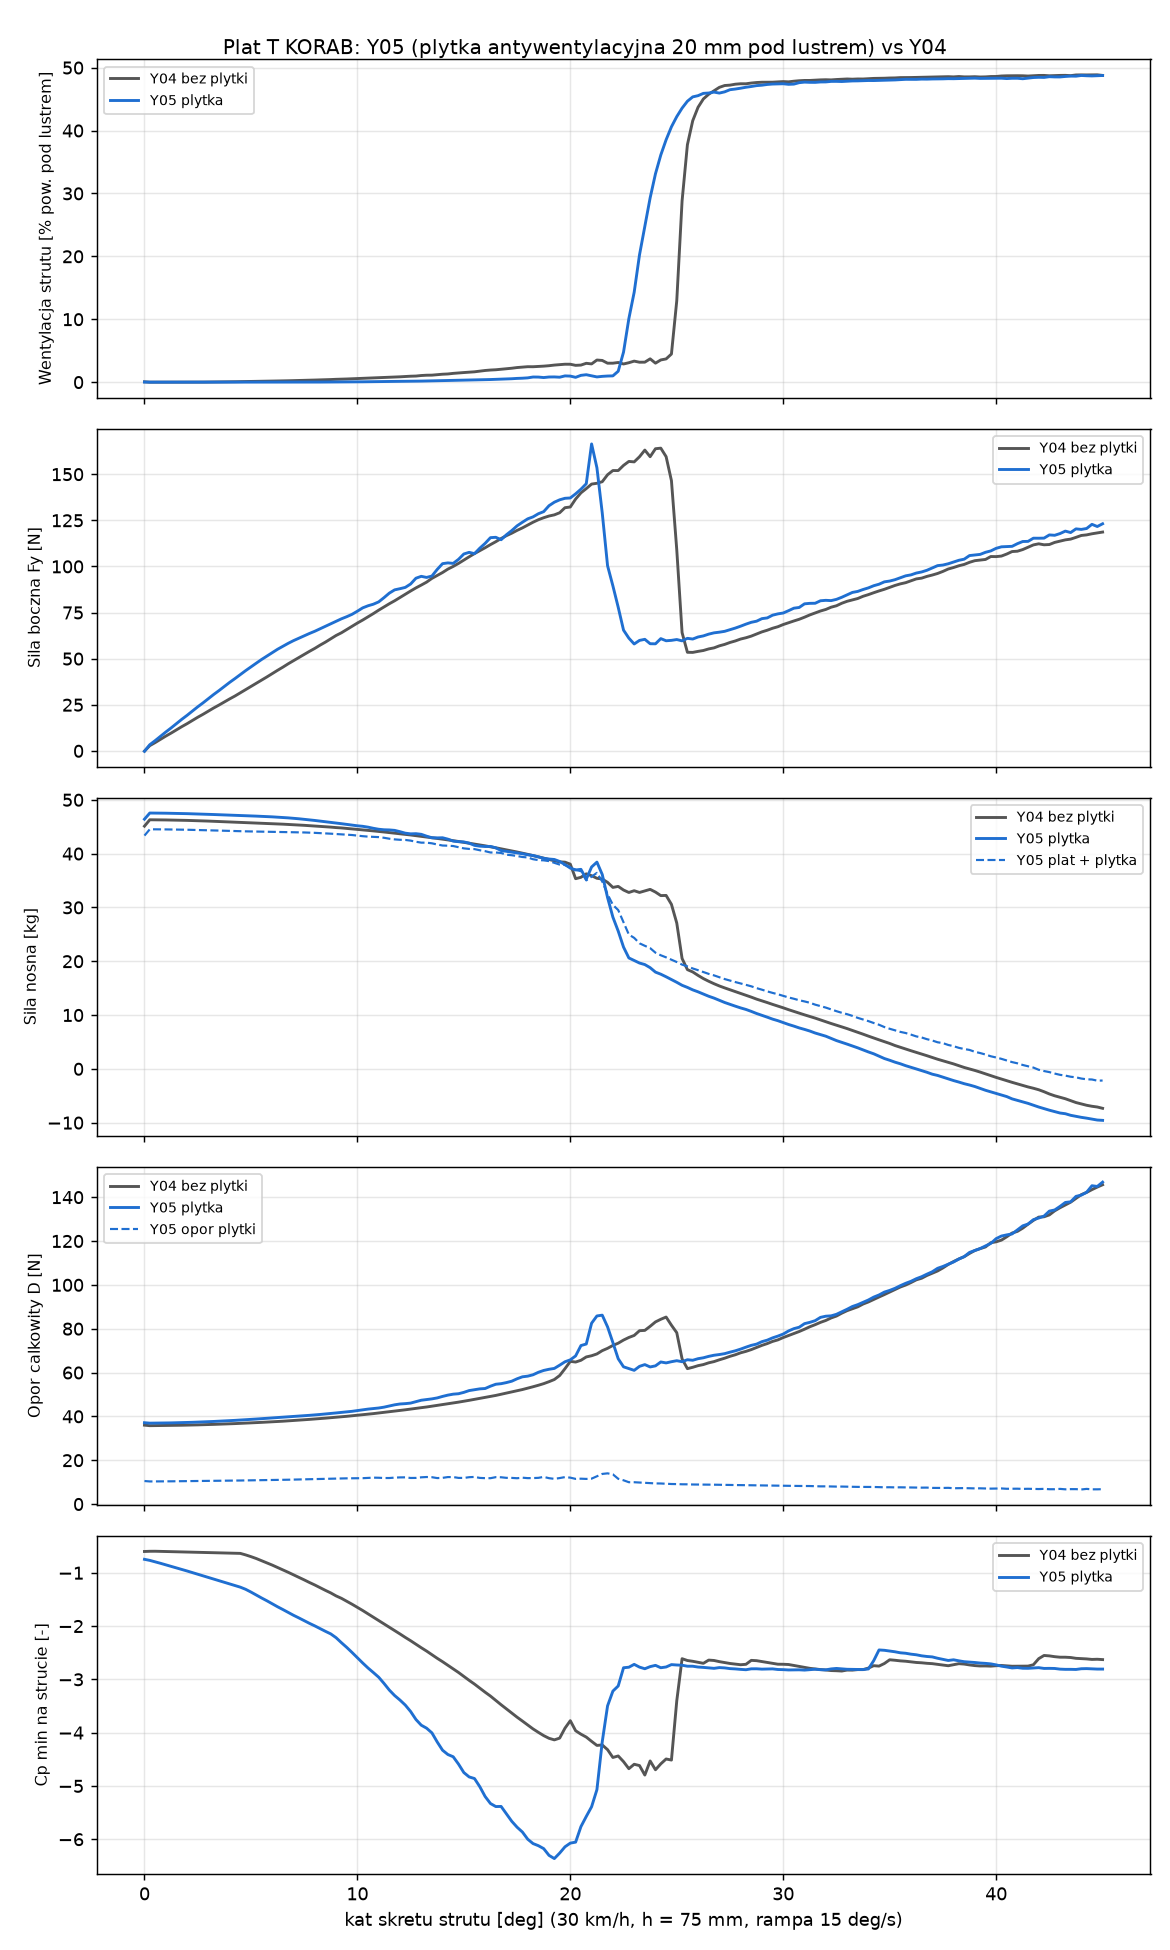 Plat T KORAB: Y05 (plytka antywentylacyjna 20 mm pod lustrem) vs Y04
Wentylacja strutu [% pow. pod lustrem]
50
40
30
20
10
0
Y04 bez plytki
Y05 plytka
Sila boczna Fy [N]
150
125
100
75
50
25
0
Y04 bez plytki
Y05 plytka
Sila nosna [kg]
50
40
30
20
10
0
−10
Y04 bez plytki
Y05 plytka
Y05 plat + plytka
Opor calkowity D [N]
140
120
100
80
60
40
20
0
Y04 bez plytki
Y05 plytka
Y05 opor plytki
Cp min na strucie [-]
−1
−2
−3
−4
−5
−6
Y04 bez plytki
Y05 plytka
0 10 20 30 40
kat skretu strutu [deg] (30 km/h, h = 75 mm, rampa 15 deg/s)